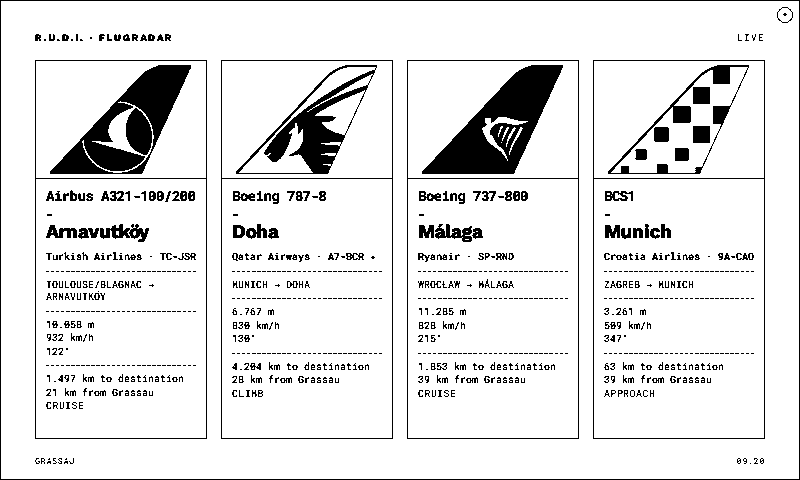 R.U.D.I. · FLUGRADAR
LIVE
Airbus A321-100/200
-
Arnavutköy
Turkish Airlines · TC-JSR
TOULOUSE/BLAGNAC →
ARNAVUTKÖY
10.058 m
932 km/h
122°
1.497 km to destination
21 km from Grassau
CRUISE
Boeing 787-8
-
Doha
Qatar Airways · A7-BCR •
MUNICH → DOHA
6.767 m
830 km/h
130°
4.204 km to destination
28 km from Grassau
CLIMB
Boeing 737-800
-
Málaga
Ryanair · SP-RND
WROCŁAW → MÁLAGA
11.285 m
828 km/h
215°
1.853 km to destination
39 km from Grassau
CRUISE
BCS1
-
Munich
Croatia Airlines · 9A-CAO
ZAGREB → MUNICH
3.261 m
509 km/h
347°
63 km to destination
39 km from Grassau
APPROACH
GRASSAU
09.20